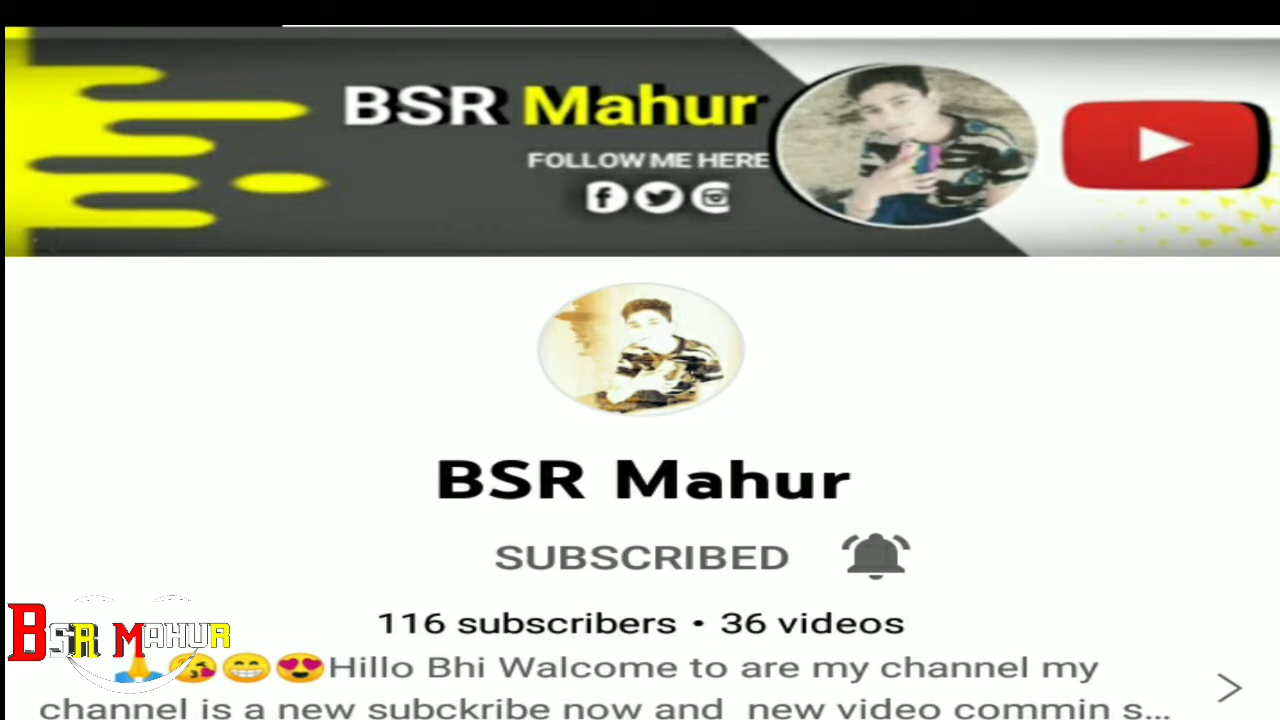 BSR Mahur
FOLLOW ME HERE
BSR Mahur
SUBSCRIBED
116 subscribers • 36 videos
BSR MAHUR
🙏😘😁😍Hillo Bhi Walcome to are my channel my
channel is a new subckribe now and new video commin s...